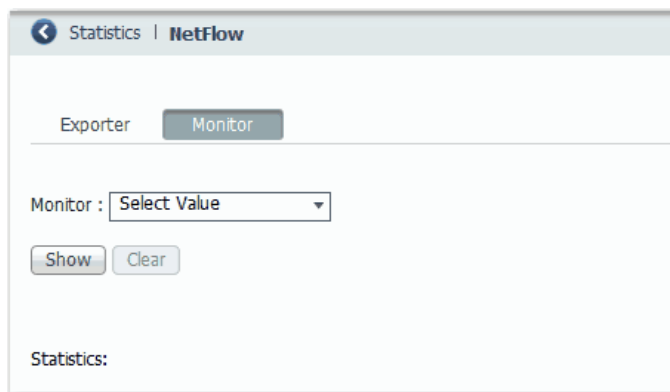 Statistics | NetFlow
Exporter Monitor
Monitor : Select Value
Show Clear
Statistics: